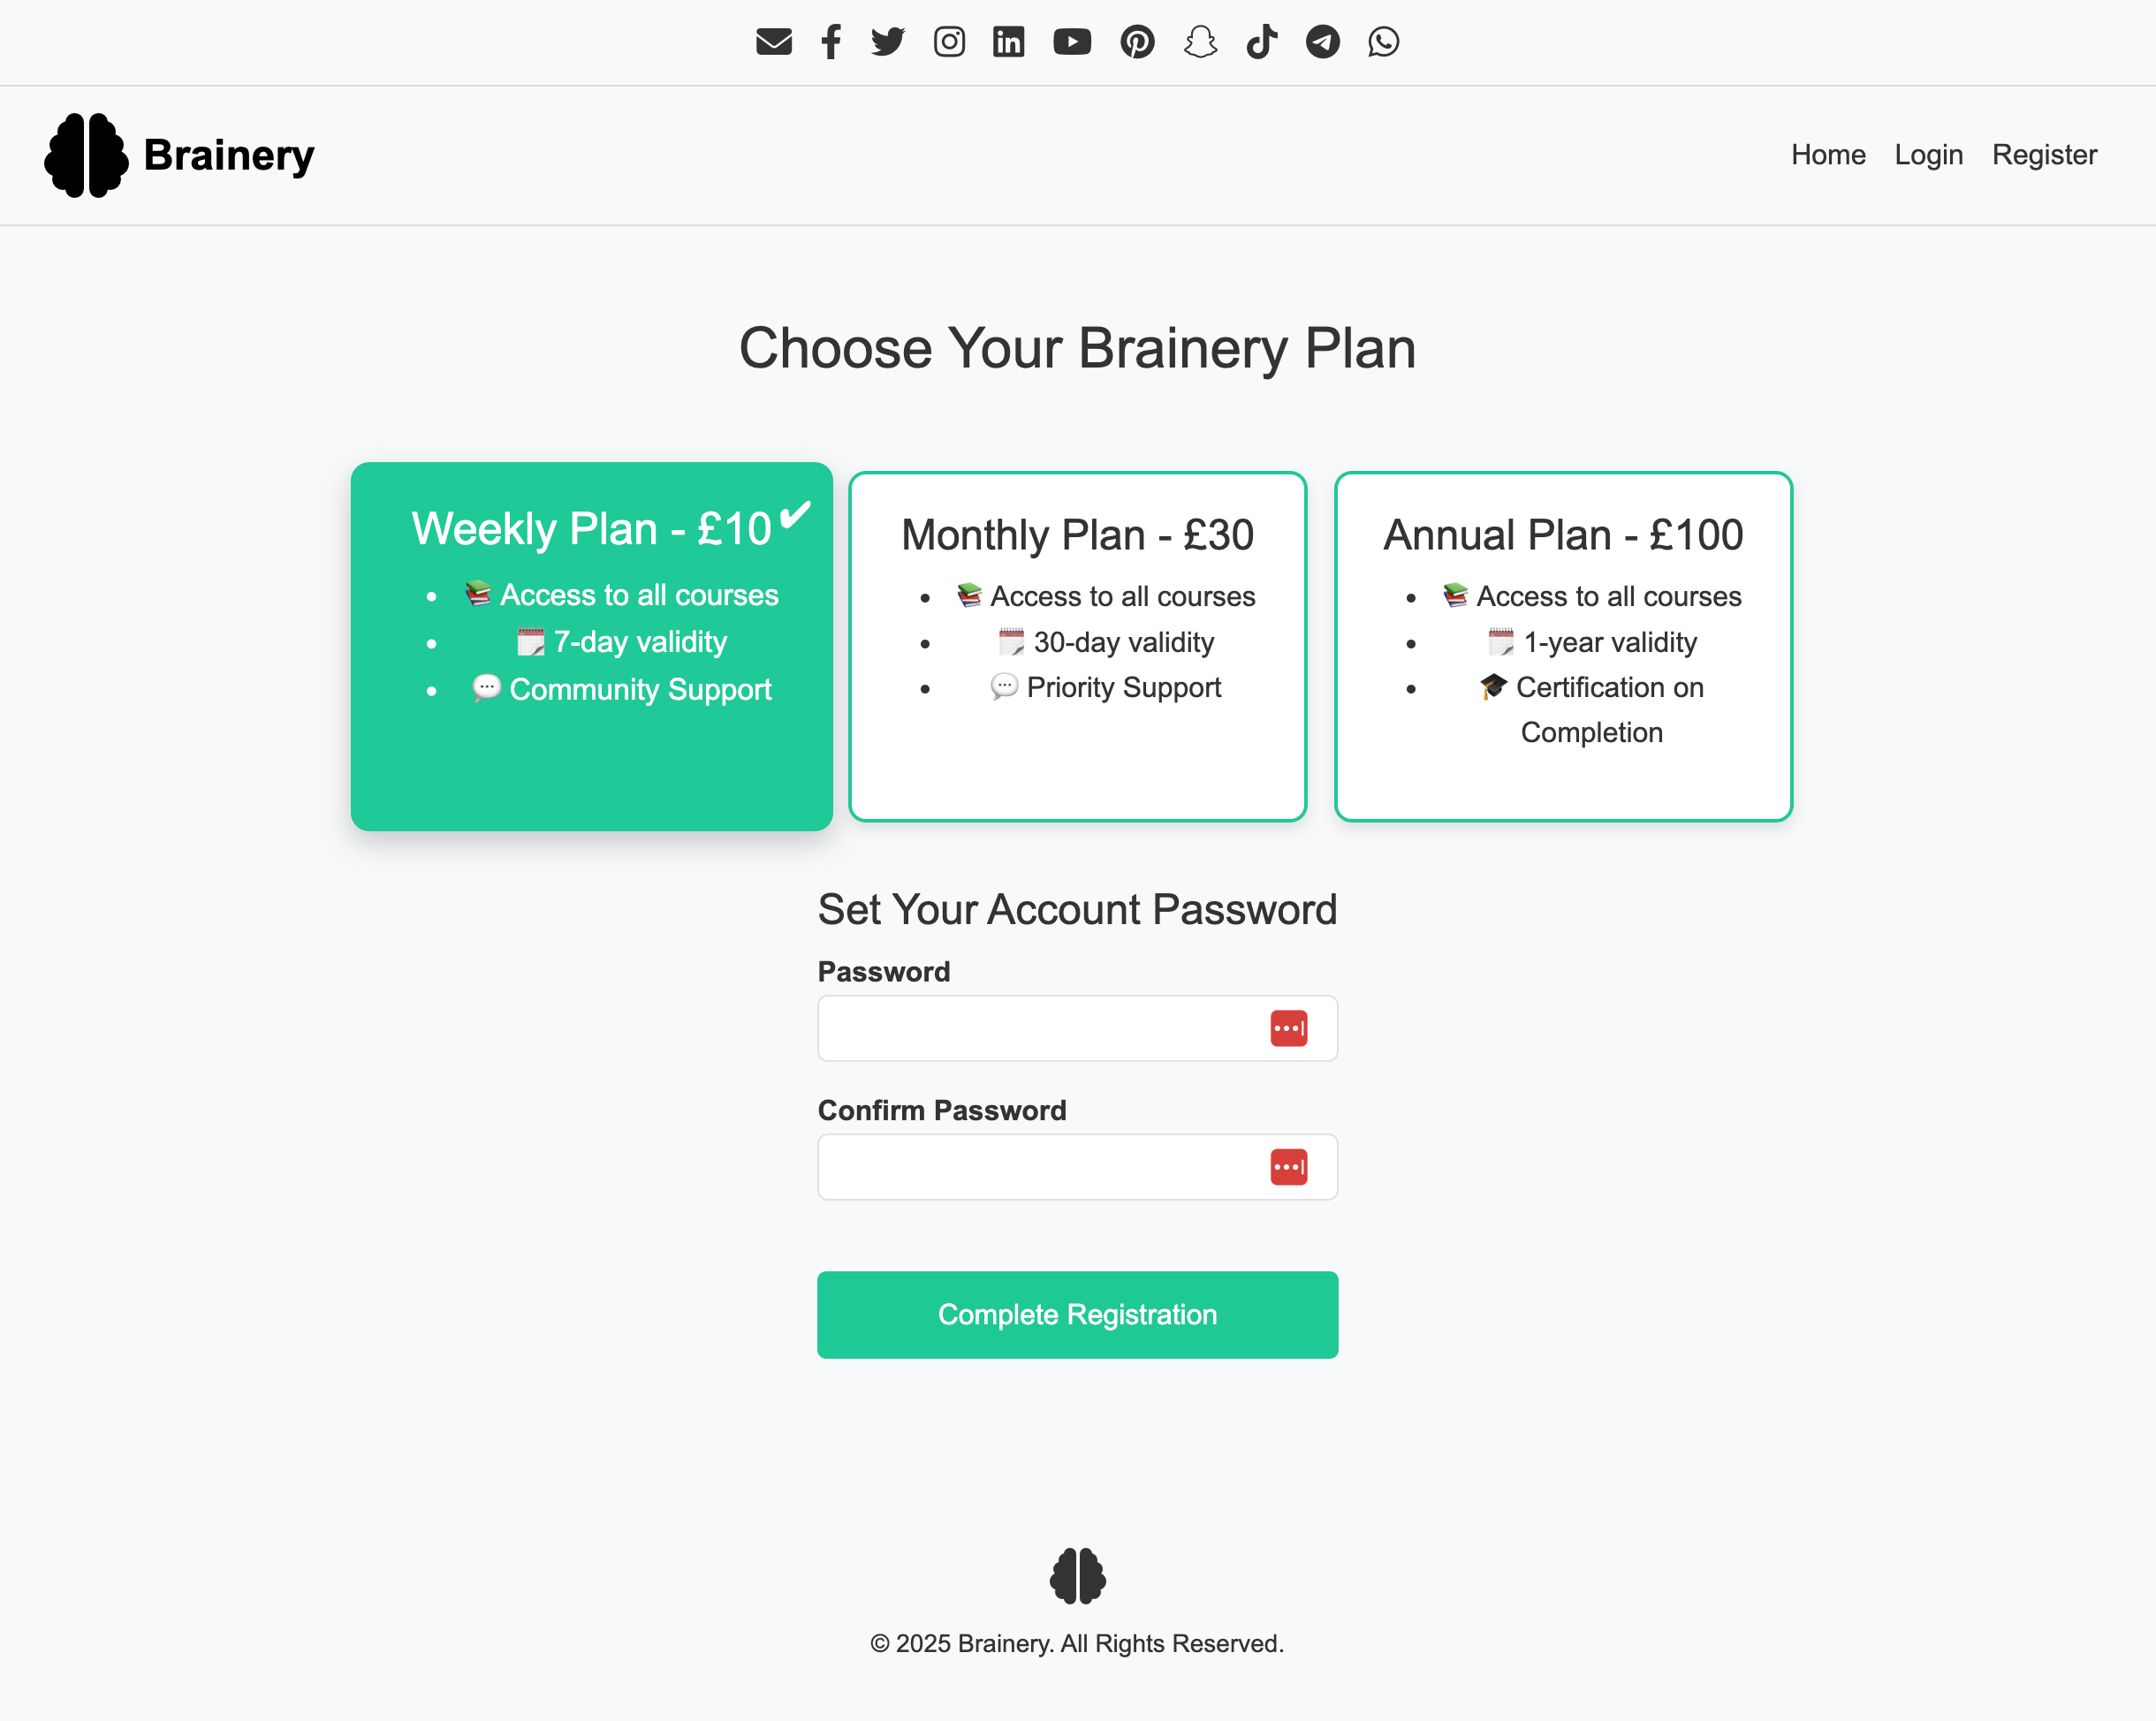 Brainery
Home Login Register
Choose Your Brainery Plan
Weekly Plan - £10 ✔
• 📚 Access to all courses
• 🗓️ 7-day validity
• 💬 Community Support
Monthly Plan - £30
• 📚 Access to all courses
• 🗓️ 30-day validity
• 💬 Priority Support
Annual Plan - £100
• 📚 Access to all courses
• 🗓️ 1-year validity
• 🎓 Certification on
Completion
Set Your Account Password
Password
Confirm Password
Complete Registration
© 2025 Brainery. All Rights Reserved.